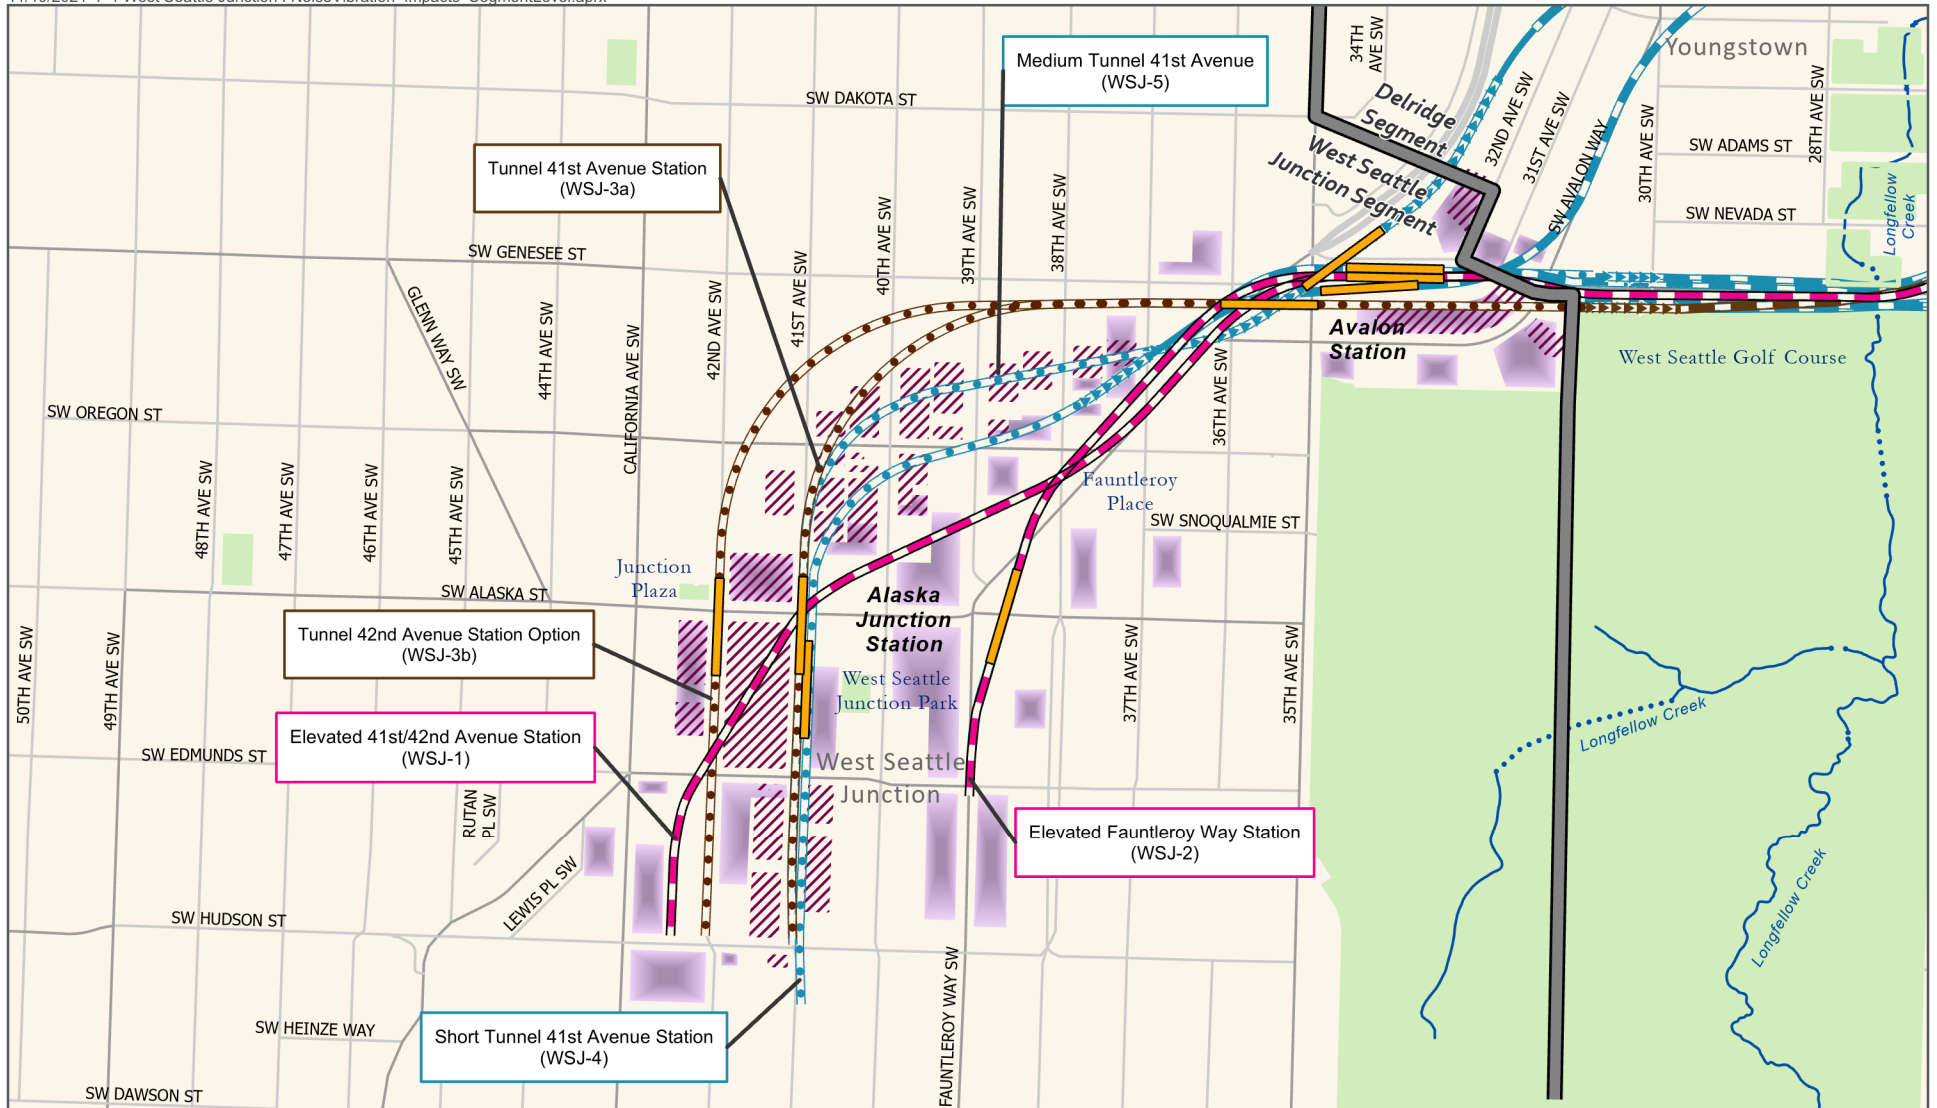 34TH
AVE SW
Youngstown
Medium Tunnel 41st Avenue
(WSJ-5)
SW DAKOTA ST
Delridge
Segment
West Seattle
Junction Segment
32ND AVE SW
31ST AVE SW
SW AVALON WAY
30TH AVE SW
28TH AVE SW
SW ADAMS ST
SW NEVADA ST
Longfellow
Creek
Tunnel 41st Avenue Station
(WSJ-3a)
SW GENESEE ST
GLENN WAY SW
44TH AVE SW
CALIFORNIA AVE SW
42ND AVE SW
41ST AVE SW
40TH AVE SW
39TH AVE SW
38TH AVE SW
36TH AVE SW
Avalon
Station
West Seattle Golf Course
SW OREGON ST
48TH AVE SW
47TH AVE SW
46TH AVE SW
45TH AVE SW
Fauntleroy
Place
SW SNOQUALMIE ST
Junction
Plaza
SW ALASKA ST
Alaska
Junction
Station
Tunnel 42nd Avenue Station Option
(WSJ-3b)
50TH AVE SW
49TH AVE SW
West Seattle
Junction Park
37TH AVE SW
35TH AVE SW
Longfellow Creek
Elevated 41st/42nd Avenue Station
(WSJ-1)
SW EDMUNDS ST
West Seattle
Junction
RUTAN
PL SW
Elevated Fauntleroy Way Station
(WSJ-2)
LEWIS PL SW
SW HUDSON ST
Longfellow Creek
FAUNTLEROY WAY SW
SW HEINZE WAY
Short Tunnel 41st Avenue Station
(WSJ-4)
SW DAWSON ST